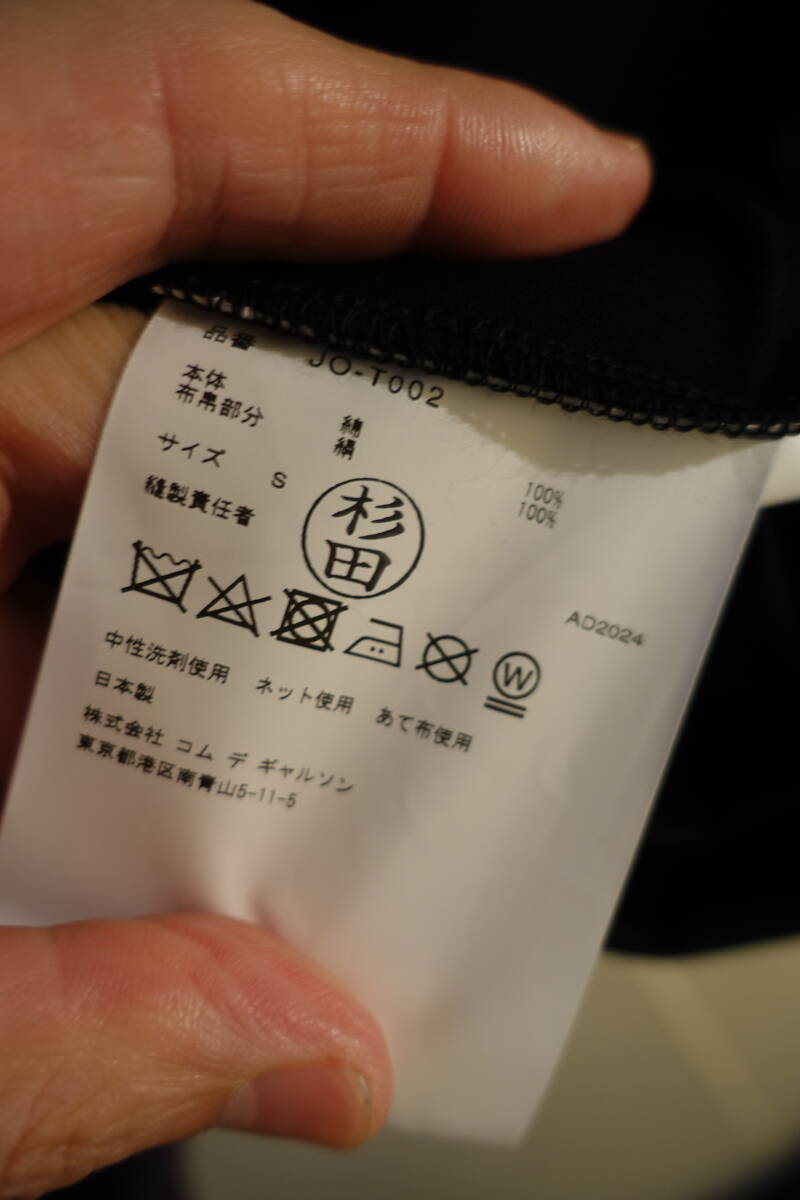 品番 JO-T002
本体 綿 100%
布帛部分 絹 100%
サイズ S
縫製責任者 杉田
AD2024
W
中性洗剤使用 ネット使用 あて布使用
日本製
株式会社 コム デ ギャルソン
東京都港区南青山5-11-5